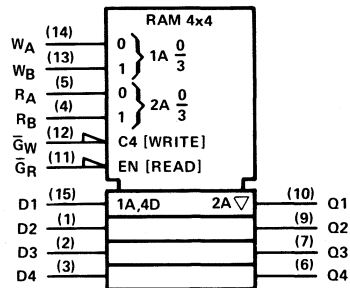 RAM 4x4
W_A (14) 0 } 1A 0/3
W_B (13) 1
R_A (5) 0 } 2A 0/3
R_B (4) 1
G̅_W (12) C4 [WRITE]
G̅_R (11) EN [READ]
D1 (15) 1A,4D 2A ▽ (10) Q1
D2 (1) (9) Q2
D3 (2) (7) Q3
D4 (3) (6) Q4